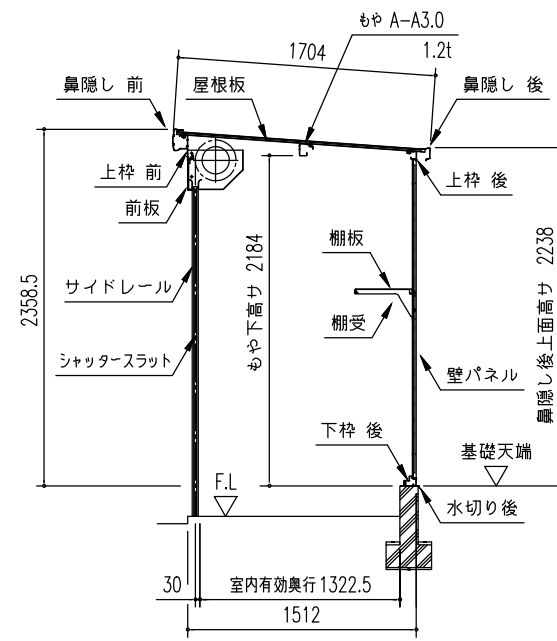 もや A-A3.0
1704
1.2t
鼻隠し 前
屋根板
鼻隠し 後
上枠 前
上枠 後
前板
棚板
サイドレール
もや下高サ 2184
鼻隠し後上面高サ 2238
2358.5
棚受
シャッタースラット
壁パネル
下枠 後
基礎天端
F.L
水切り後
30
室内有効奥行1322.5
1512